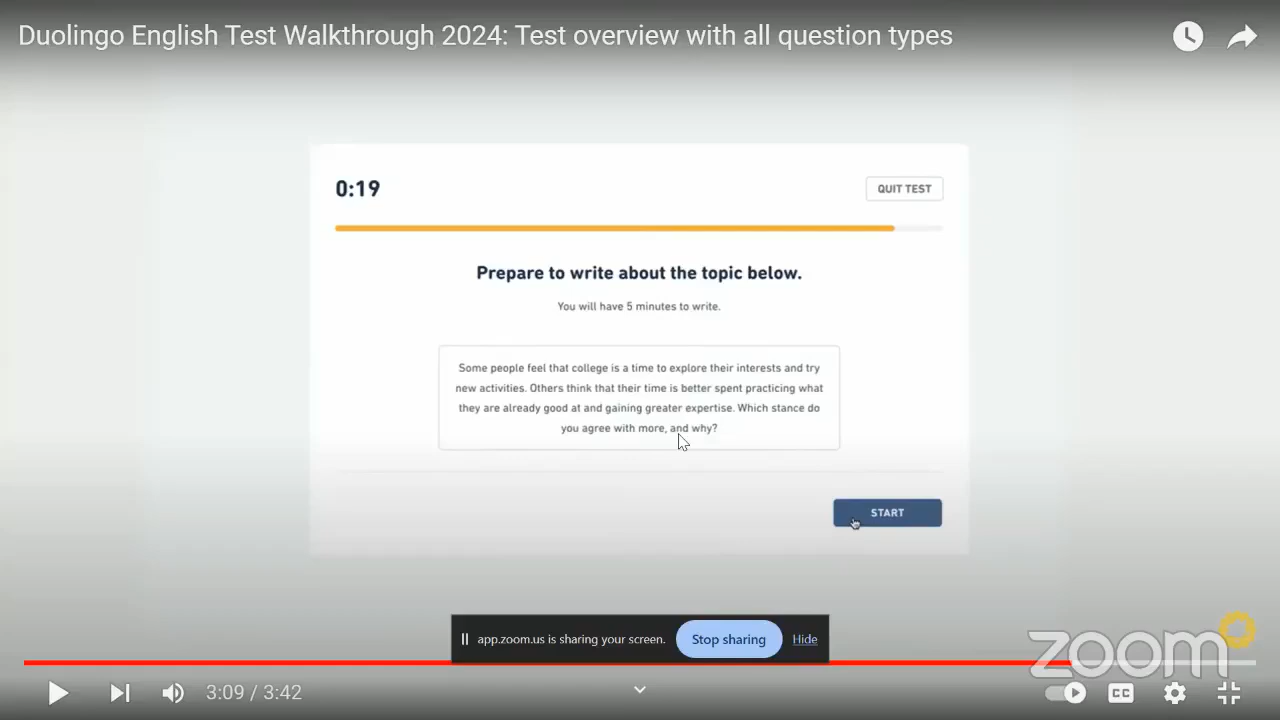 Duolingo English Test Walkthrough 2024: Test overview with all question types
0:19
QUIT TEST
Prepare to write about the topic below.
You will have 5 minutes to write.
Some people feel that college is a time to explore their interests and try
new activities. Others think that their time is better spent practicing what
they are already good at and gaining greater expertise. Which stance do
you agree with more, and why?
START
app.zoom.us is sharing your screen.
Stop sharing
Hide
zoom
3:09 / 3:42
CC